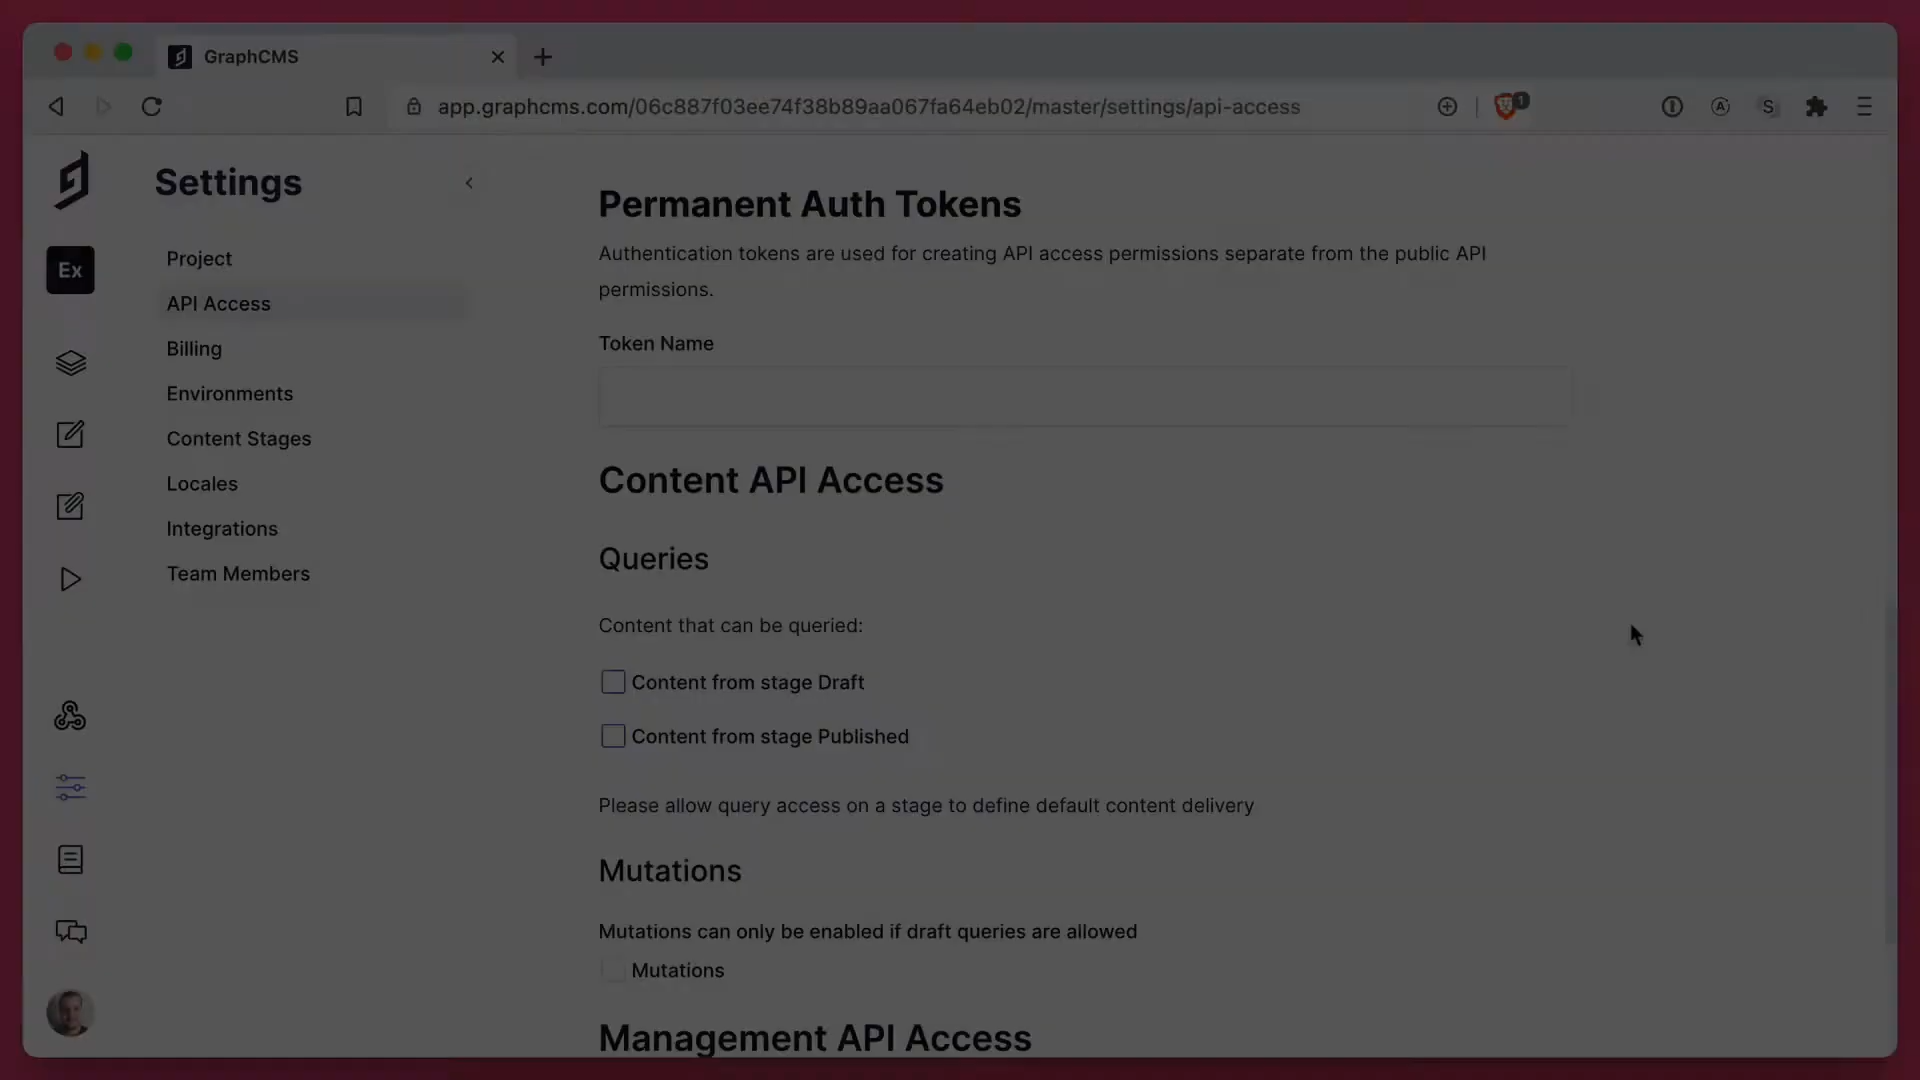 GraphCMS
app.graphcms.com/06c887f03ee74f38b89aa067fa64eb02/master/settings/api-access
1
A
S
Settings
Ex
Project
API Access
Billing
Environments
Content Stages
Locales
Integrations
Team Members
Permanent Auth Tokens
Authentication tokens are used for creating API access permissions separate from the public API
permissions.
Token Name
Content API Access
Queries
Content that can be queried:
Content from stage Draft
Content from stage Published
Please allow query access on a stage to define default content delivery
Mutations
Mutations can only be enabled if draft queries are allowed
Mutations
Management API Access